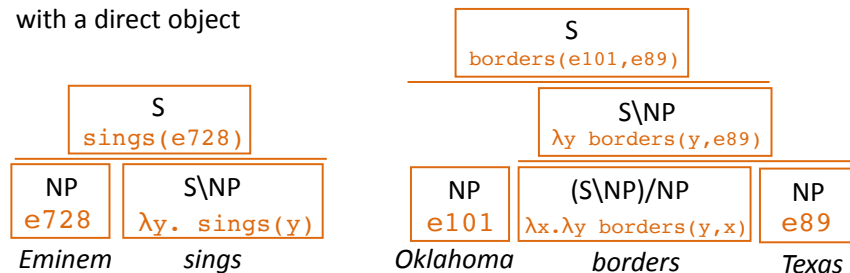 with a direct object
S
sings(e728)
NP
e728
S\NP
λy. sings(y)
Eminem
sings
S
borders(e101,e89)
S\NP
λy borders(y,e89)
NP
e101
(S\NP)/NP
λx.λy borders(y,x)
NP
e89
Oklahoma
borders
Texas